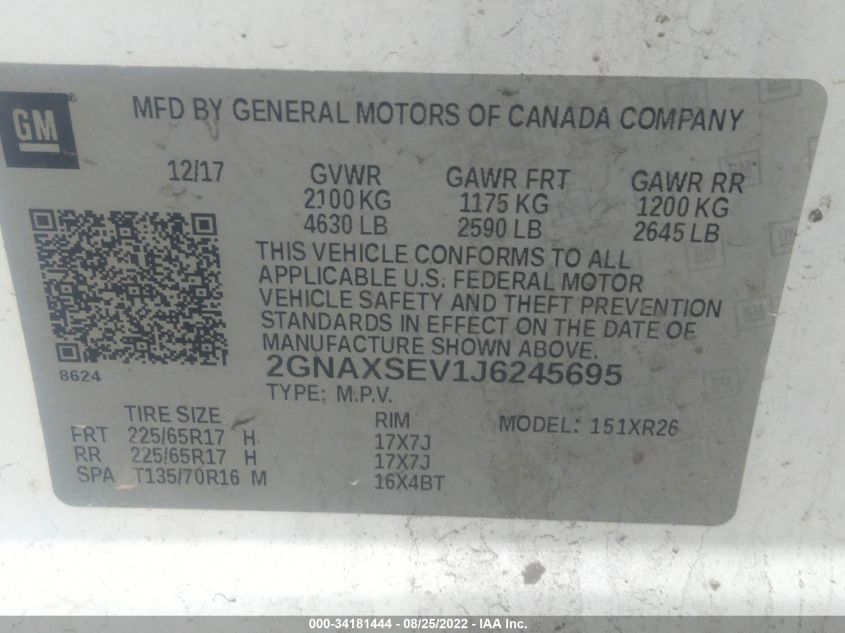 GM
MFD BY GENERAL MOTORS OF CANADA COMPANY
12/17 GVWR GAWR FRT GAWR RR
2100 KG 1175 KG 1200 KG
4630 LB 2590 LB 2645 LB
THIS VEHICLE CONFORMS TO ALL
APPLICABLE U.S. FEDERAL MOTOR
VEHICLE SAFETY AND THEFT PREVENTION
STANDARDS IN EFFECT ON THE DATE OF
MANUFACTURE SHOWN ABOVE.
8624 2GNAXSEV1J6245695
TYPE: M.P.V.
TIRE SIZE RIM MODEL: 151XR26
FRT 225/65R17 H 17X7J
RR 225/65R17 H 17X7J
SPA T135/70R16 M 16X4BT
000-34181444 - 08/25/2022 - IAA Inc.